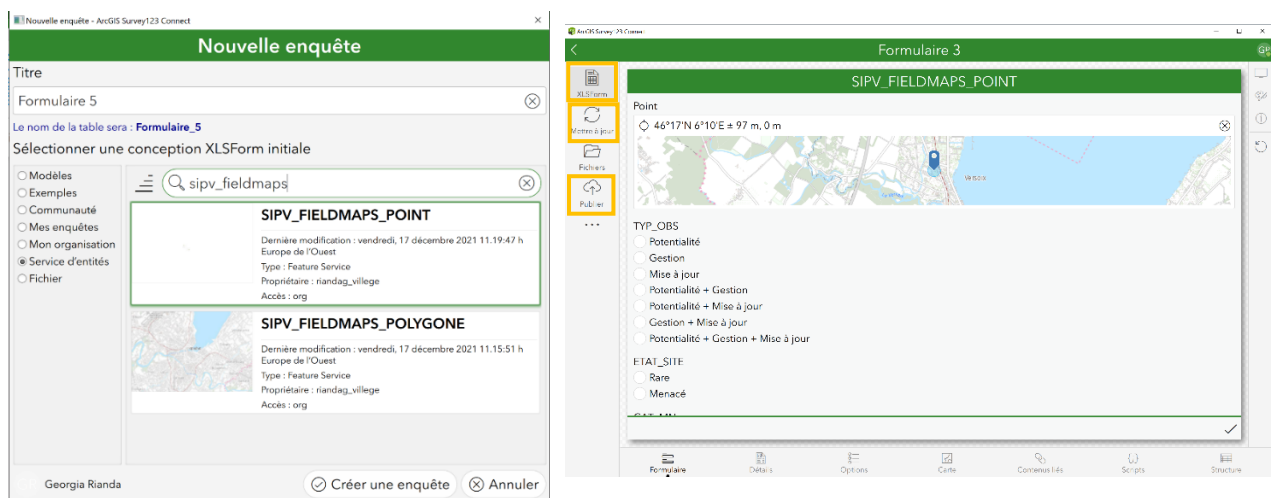 Nouvelle enquête - ArcGIS Survey123 Connect
Nouvelle enquête
Titre
Formulaire 5
Le nom de la table sera : Formulaire_5
Sélectionner une conception XLSForm initiale
Modèles
Exemples
Communauté
Mes enquêtes
Mon organisation
Service d'entités
Fichier
sipv_fieldmaps
SIPV_FIELDMAPS_POINT
Dernière modification : vendredi, 17 décembre 2021 11.19:47 h
Europe de l'Ouest
Type : Feature Service
Propriétaire : riandag_villege
Accès : org
SIPV_FIELDMAPS_POLYGONE
Dernière modification : vendredi, 17 décembre 2021 11.15:51 h
Europe de l'Ouest
Type : Feature Service
Propriétaire : riandag_villege
Accès : org
Georgia Rianda
Créer une enquête
Annuler
ArcGIS Survey123 Connect
Formulaire 3
GP
XLSForm
Mettre à jour
Fichiers
Publier
SIPV_FIELDMAPS_POINT
Point
46°17'N 6°10'E ± 97 m, 0 m
Versoix
TYP_OBS
Potentialité
Gestion
Mise à jour
Potentialité + Gestion
Potentialité + Mise à jour
Gestion + Mise à jour
Potentialité + Gestion + Mise à jour
ETAT_SITE
Rare
Menacé
Formulaire
Détails
Options
Carte
Contenus liés
Scripts
Structure